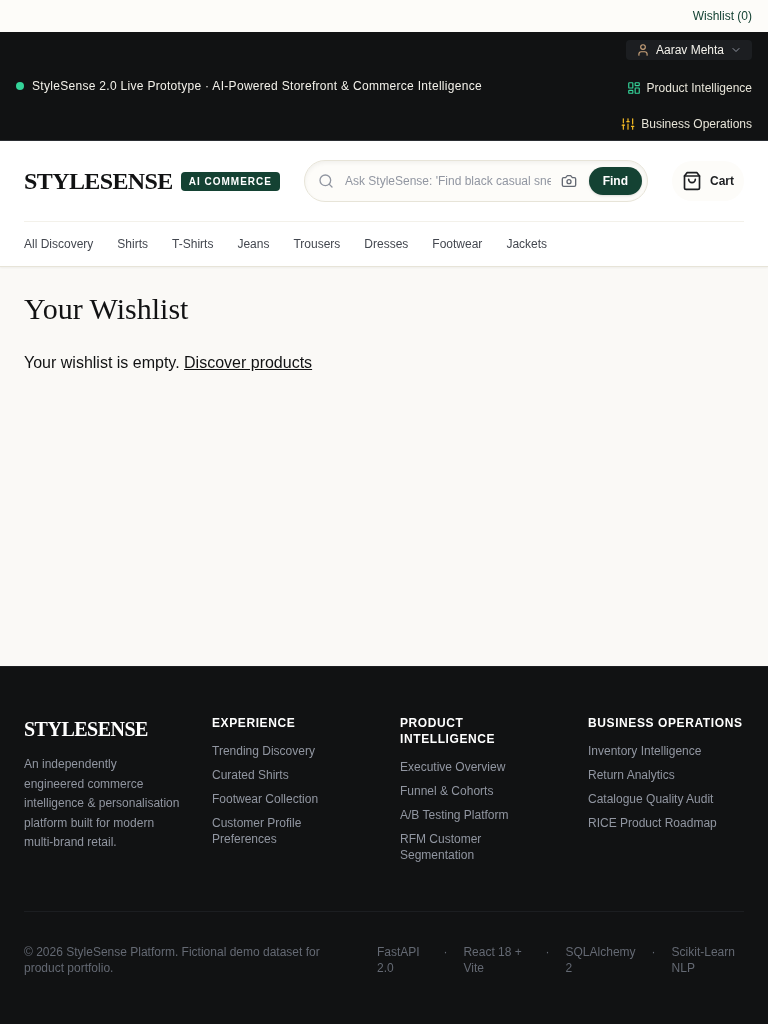 Wishlist (0)
Aarav Mehta
StyleSense 2.0 Live Prototype · AI-Powered Storefront & Commerce Intelligence
Product Intelligence
Business Operations
STYLESENSE
AI COMMERCE
Ask StyleSense: 'Find black casual sne
Find
Cart
All Discovery
Shirts
T-Shirts
Jeans
Trousers
Dresses
Footwear
Jackets
Your Wishlist
Your wishlist is empty. Discover products
STYLESENSE
An independently
engineered commerce
intelligence & personalisation
platform built for modern
multi-brand retail.
EXPERIENCE
Trending Discovery
Curated Shirts
Footwear Collection
Customer Profile
Preferences
PRODUCT
INTELLIGENCE
Executive Overview
Funnel & Cohorts
A/B Testing Platform
RFM Customer
Segmentation
BUSINESS OPERATIONS
Inventory Intelligence
Return Analytics
Catalogue Quality Audit
RICE Product Roadmap
© 2026 StyleSense Platform. Fictional demo dataset for
product portfolio.
FastAPI
2.0
·
React 18 +
Vite
·
SQLAlchemy
2
·
Scikit-Learn
NLP